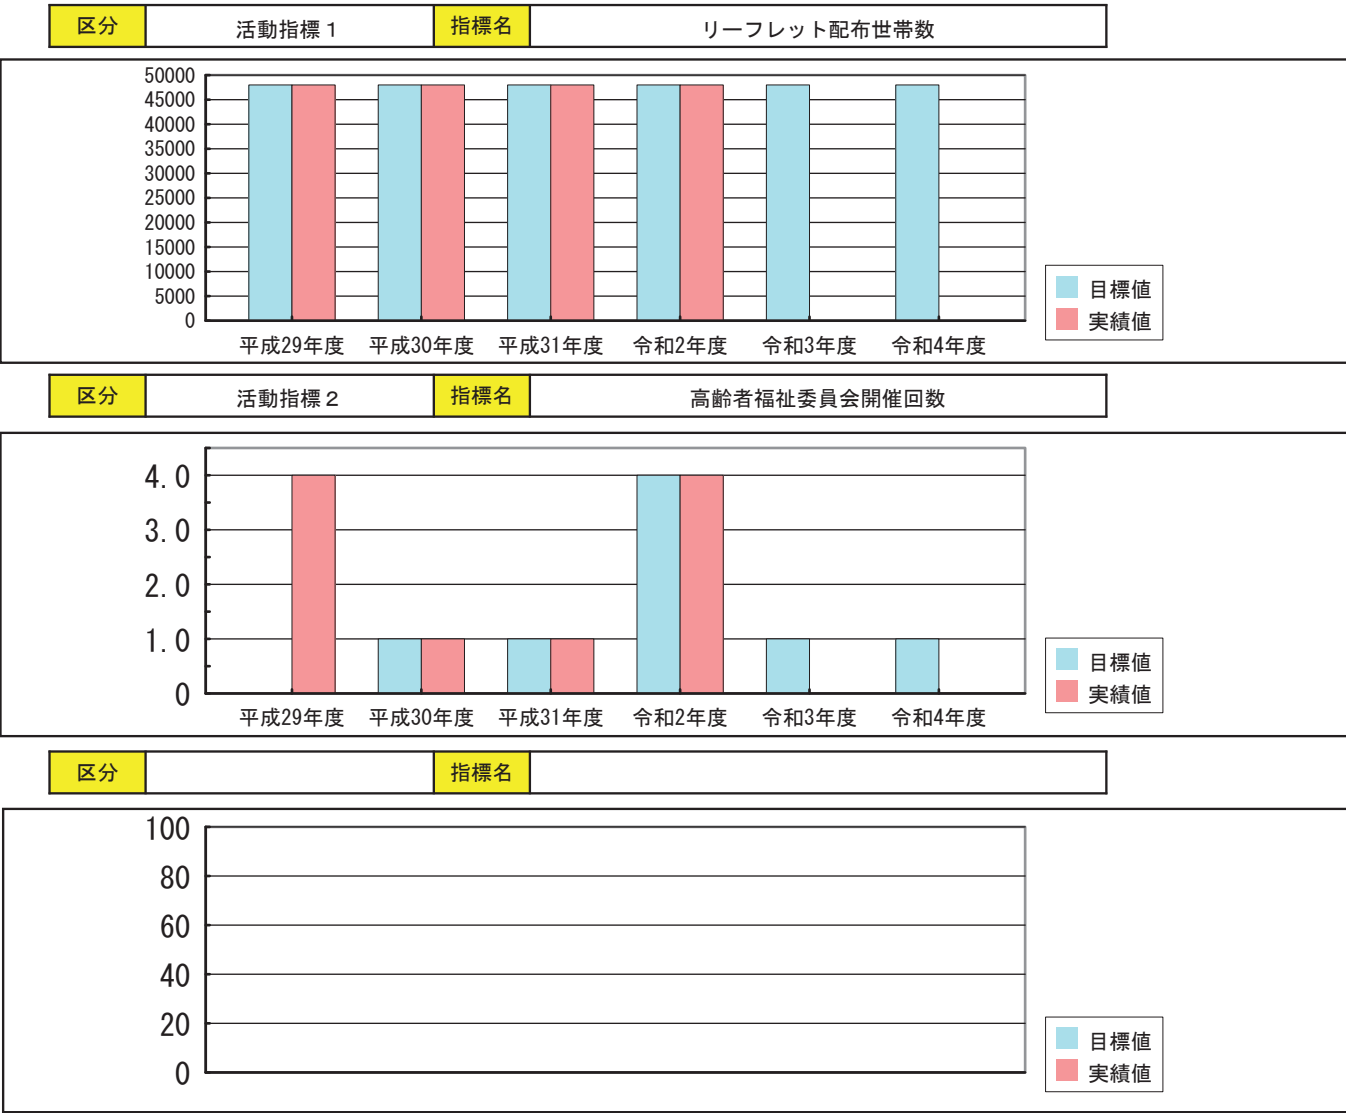 区分 活動指標１ 指標名 リーフレット配布世帯数
50000
45000
40000
35000
30000
25000
20000
15000
10000
5000
0
平成29年度 平成30年度 平成31年度 令和2年度 令和3年度 令和4年度
目標値
実績値
区分 活動指標２ 指標名 高齢者福祉委員会開催回数
4.0
3.0
2.0
1.0
0
平成29年度 平成30年度 平成31年度 令和2年度 令和3年度 令和4年度
目標値
実績値
区分 指標名
100
80
60
40
20
0
目標値
実績値